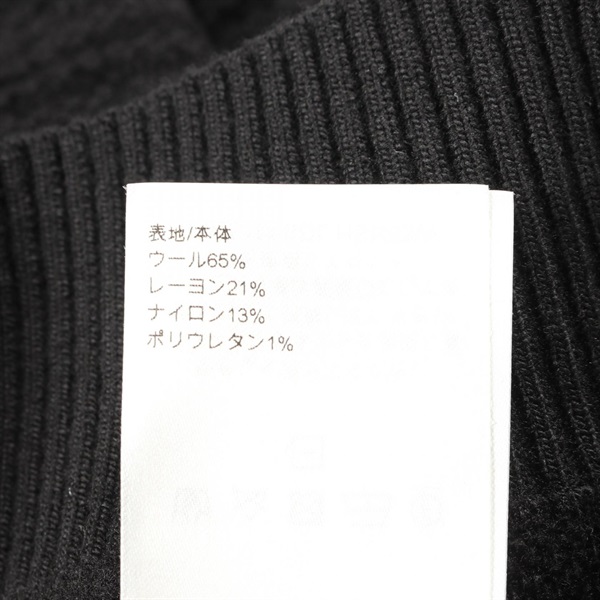 表地/本体
ウール65%
レーヨン21%
ナイロン13%
ポリウレタン1%